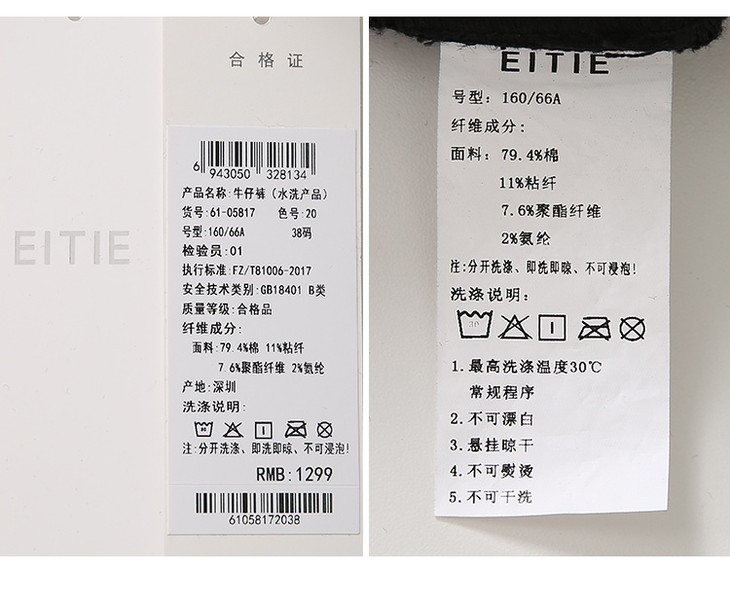 EITIE
合格证
6 943050 328134
产品名称:牛仔裤（水洗产品）
货号:61-05817 色号:20
号型:160/66A 38码
检验员:01
执行标准:FZ/T81006-2017
安全技术类别:GB18401 B类
质量等级:合格品
纤维成分:
面料:79.4%棉 11%粘纤
7.6%聚酯纤维 2%氨纶
产地:深圳
洗涤说明:
注:分开洗涤、即洗即晾、不可浸泡!
RMB:1299
61058172038
EITIE
号型: 160/66A
纤维成分:
面料: 79.4%棉
11%粘纤
7.6%聚酯纤维
2%氨纶
注:分开洗涤、即洗即晾、不可浸泡!
洗涤说明:
30
1.最高洗涤温度30℃
常规程序
2.不可漂白
3.悬挂晾干
4.不可熨烫
5.不可干洗